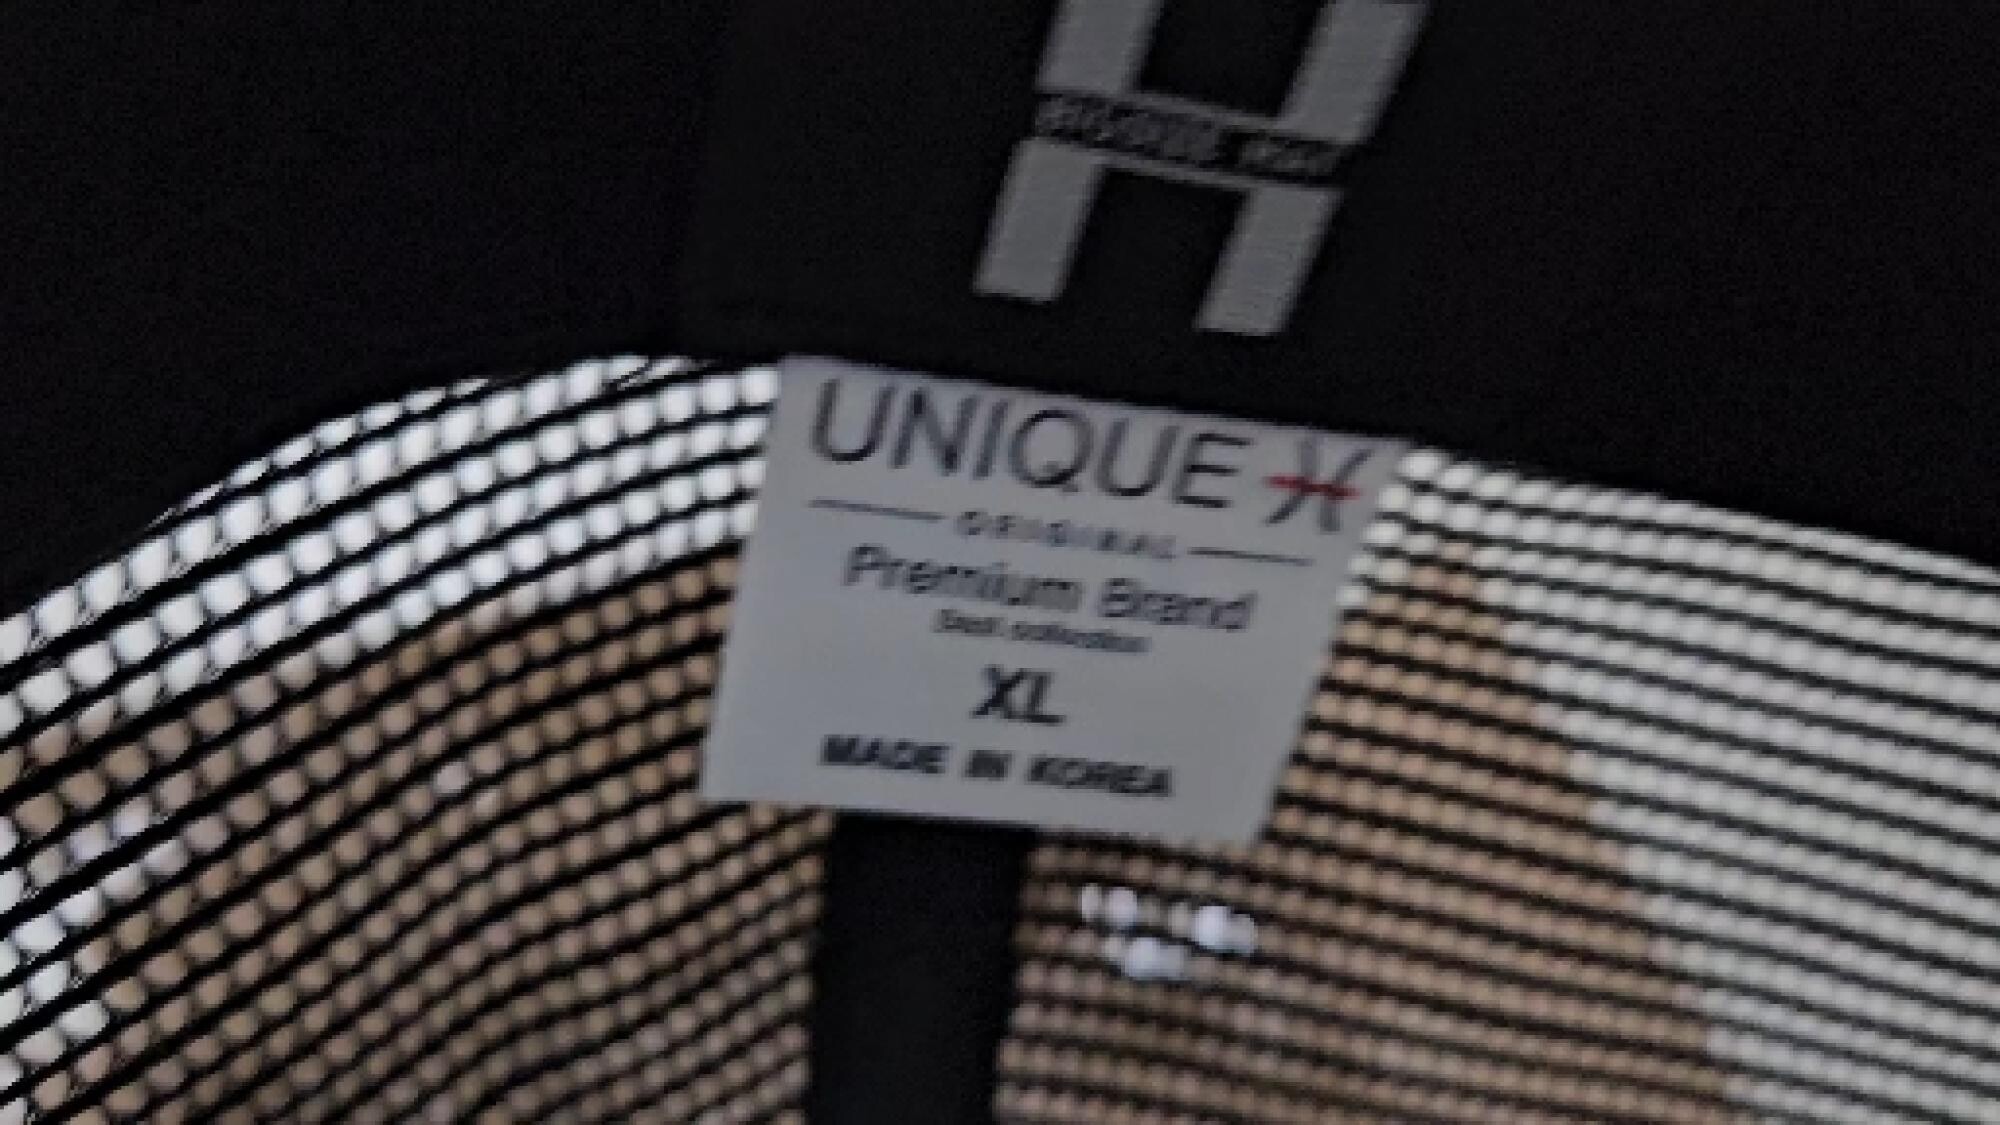 H
UNIQUE X
ORIGINAL
Premium Brand
MADE IN KOREA
XL